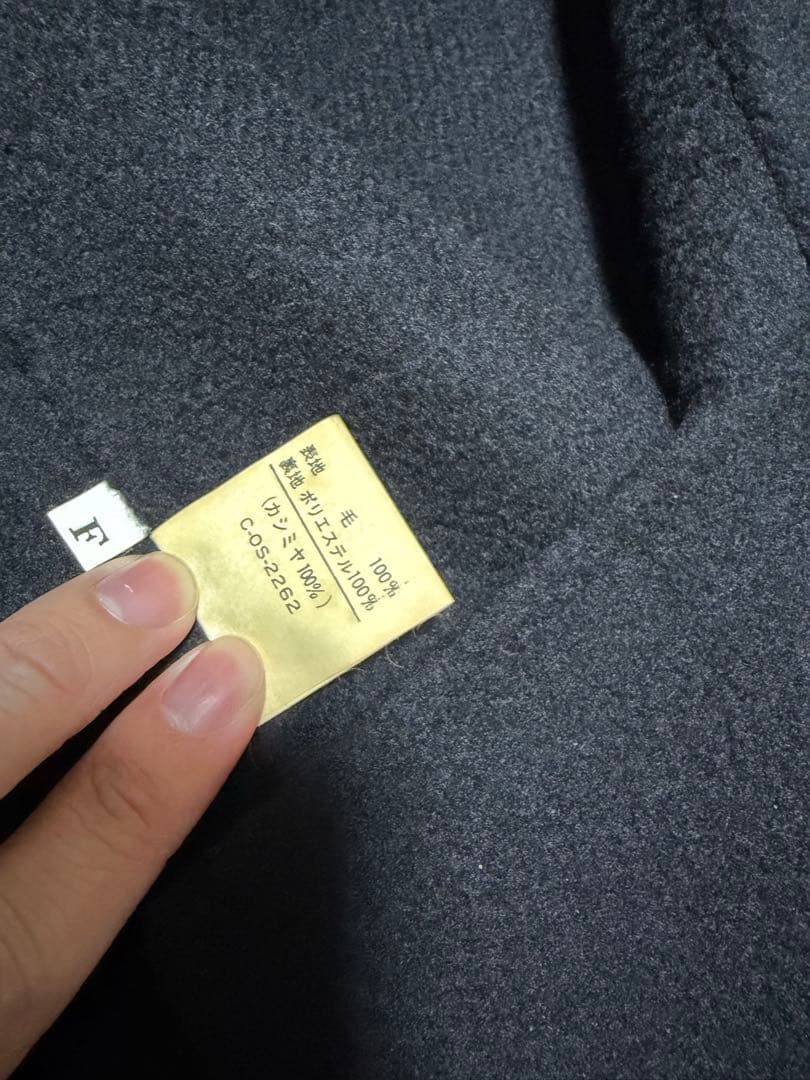 F
表地 毛 100%
裏地 ポリエステル100%
(カシミヤ100%)
C-OS-2262